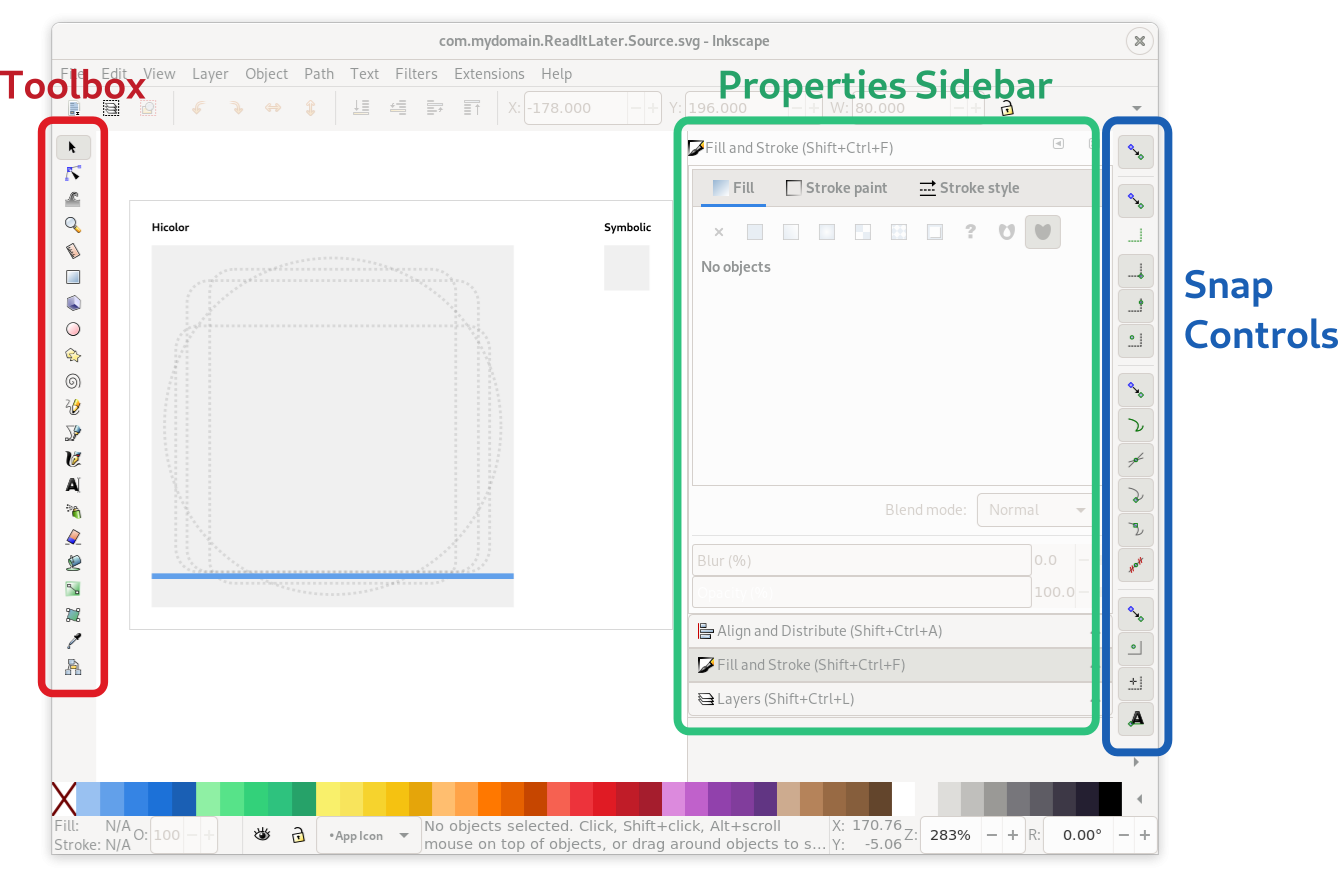 com.mydomain.ReadItLater.Source.svg - Inkscape
File Edit View Layer Object Path Text Filters Extensions Help
Toolbox
Properties Sidebar
X: -178.000 Y: 196.000 W: 80.000
Fill and Stroke (Shift+Ctrl+F)
Fill Stroke paint Stroke style
Hicolor
Symbolic
?
No objects
Snap
Controls
Blend mode: Normal
Blur (%) 0.0
Opacity (%) 100.0
Align and Distribute (Shift+Ctrl+A)
Fill and Stroke (Shift+Ctrl+F)
Layers (Shift+Ctrl+L)
Fill: N/A
Stroke: N/A
O: 100
•App Icon
No objects selected. Click, Shift+click, Alt+scroll
mouse on top of objects, or drag around objects to s...
X: 170.76
Y: -5.06
Z: 283%
R: 0.00°